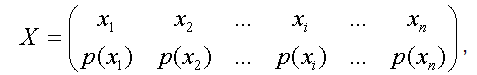 X = ( x₁ x₂ ... xᵢ ... xₙ
p(x₁) p(x₂) ... p(xᵢ) ... p(xₙ) ) ,